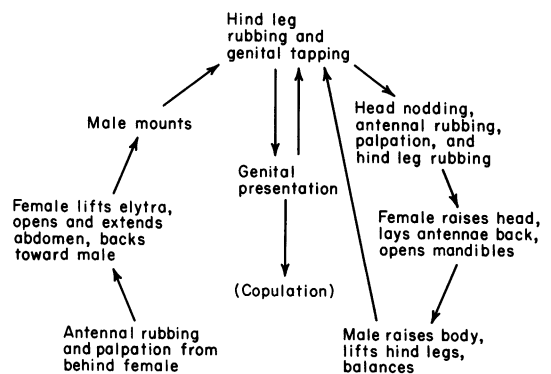 Hind leg
rubbing and
genital tapping
Male mounts
Head nodding,
antennal rubbing,
palpation, and
hind leg rubbing
Genital
presentation
Female lifts elytra,
opens and extends
abdomen, backs
toward male
Female raises head,
lays antennae back,
opens mandibles
(Copulation)
Antennal rubbing
and palpation from
behind female
Male raises body,
lifts hind legs,
balances